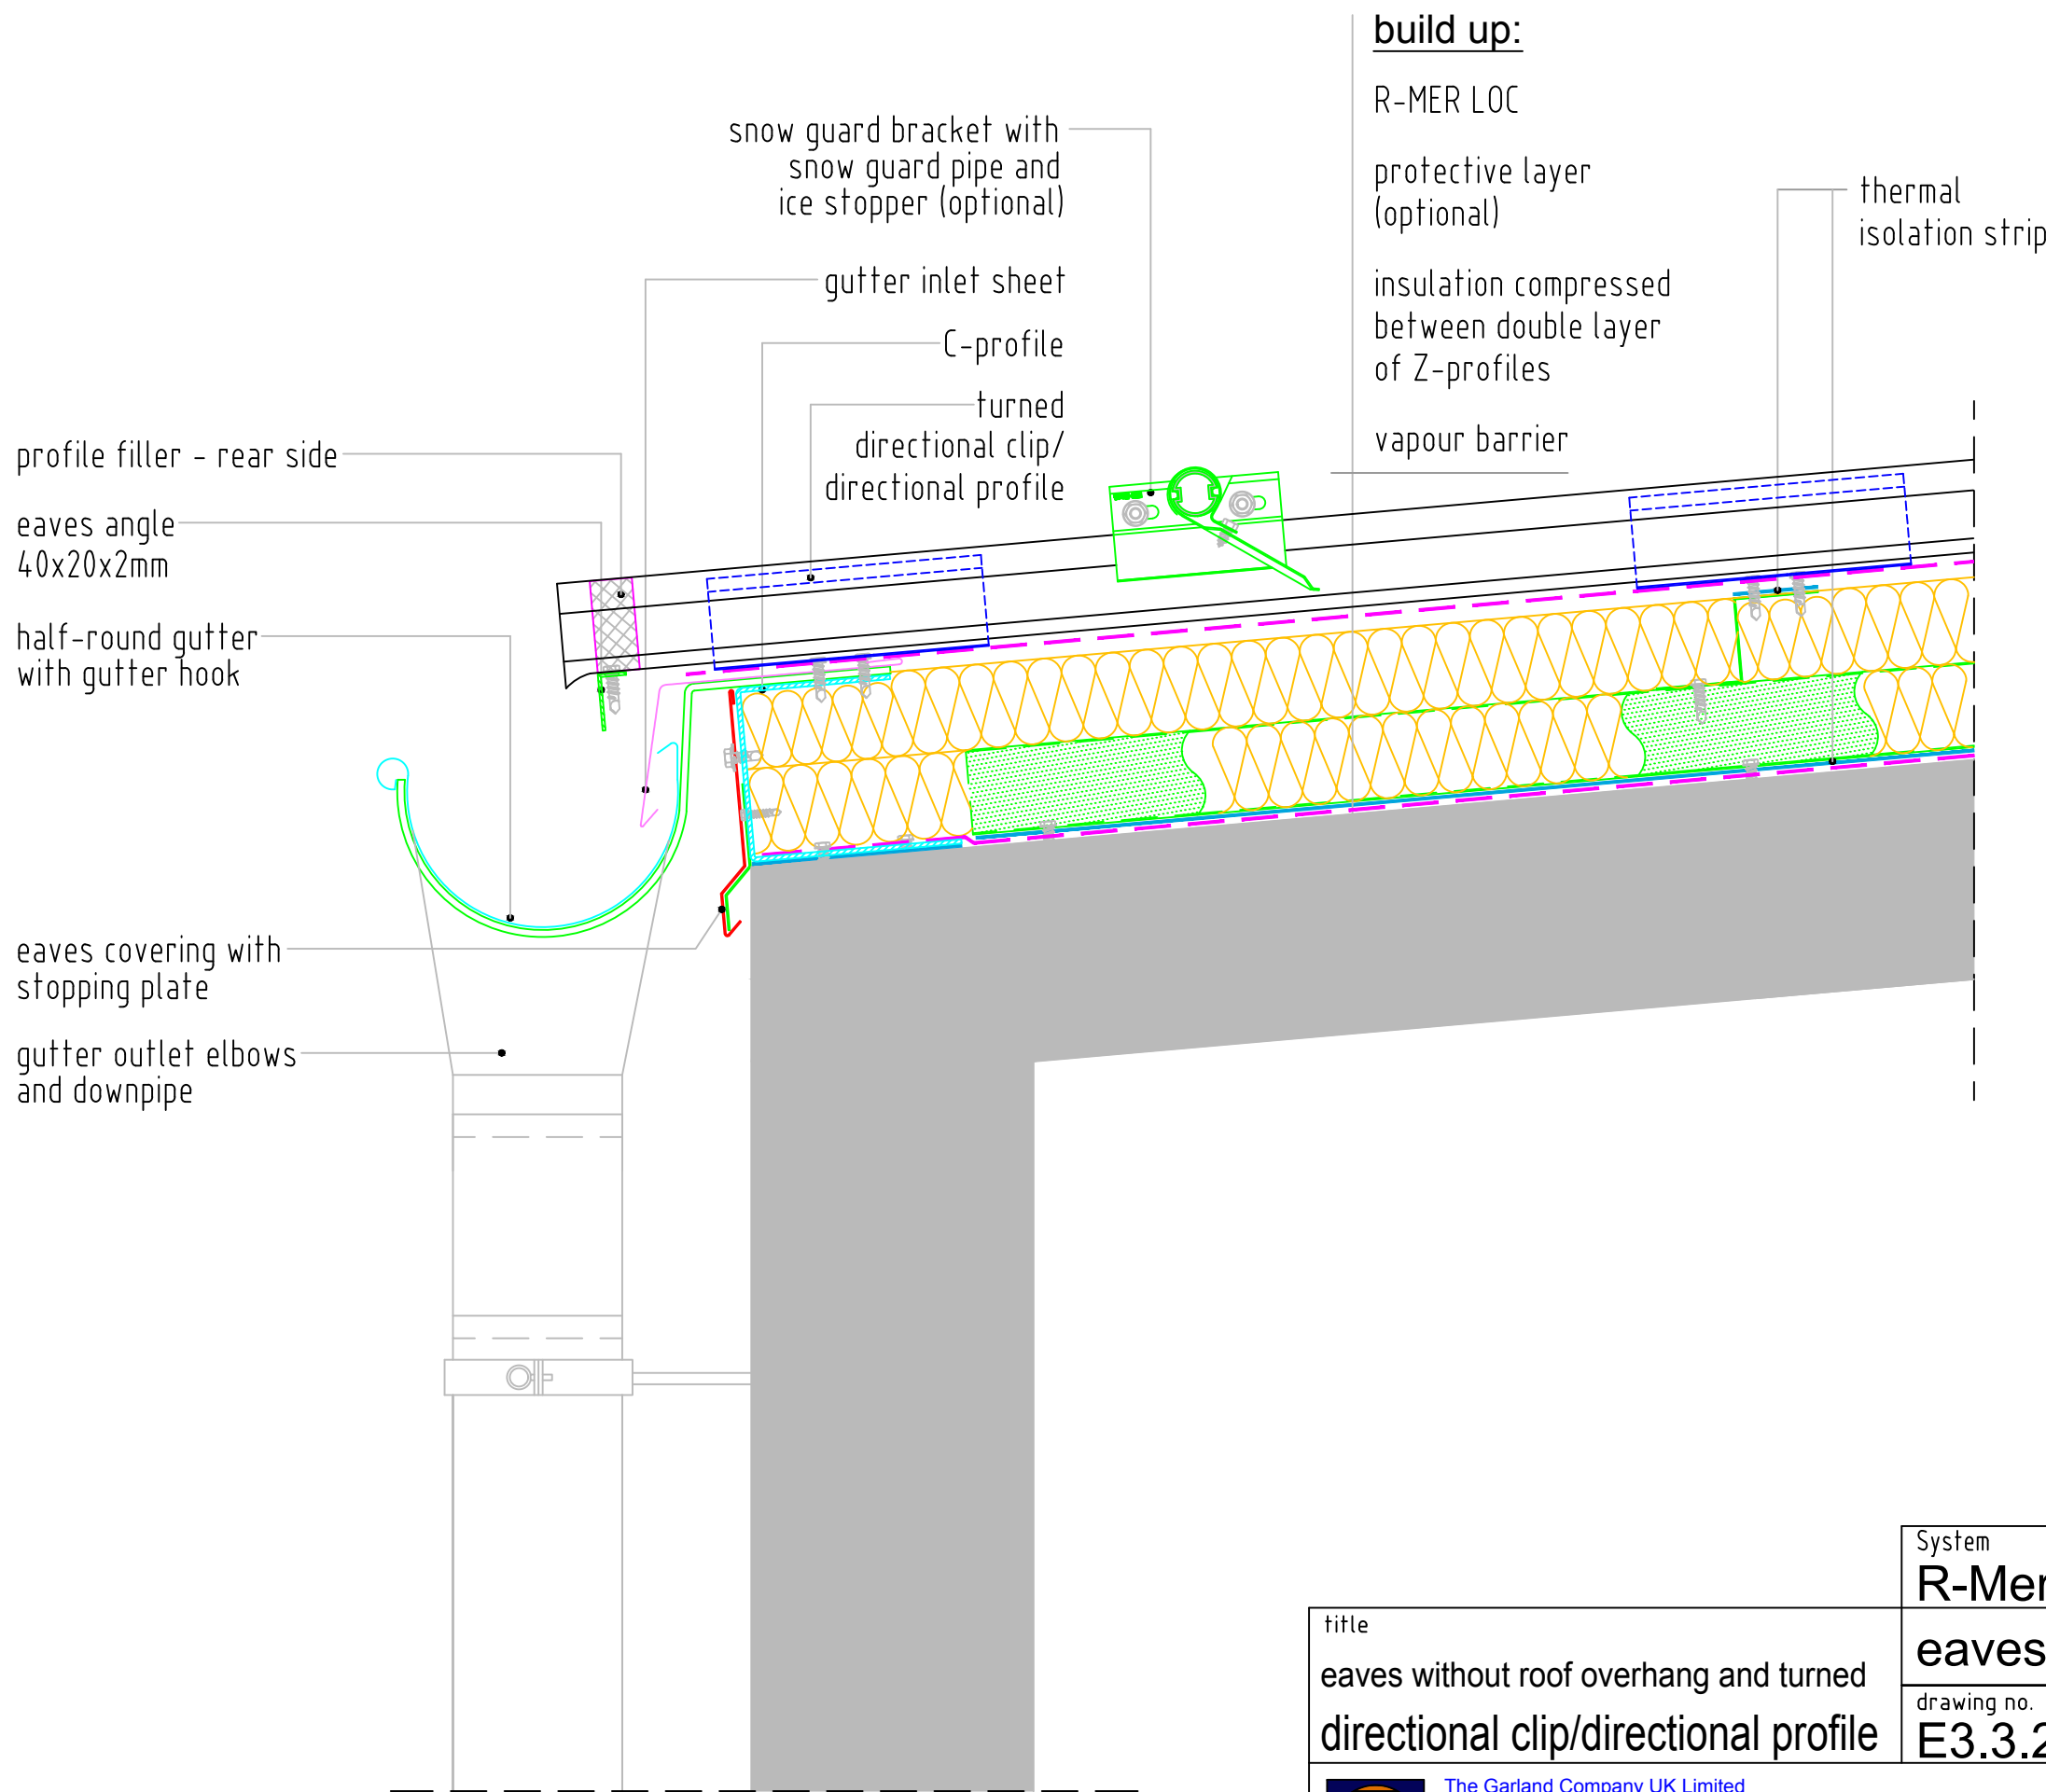 build up:
R-MER LOC
protective layer
(optional)
insulation compressed
between double layer
of Z-profiles
vapour barrier
thermal
isolation strip
snow guard bracket with
snow guard pipe and
ice stopper (optional)
gutter inlet sheet
C-profile
turned
directional clip/
directional profile
profile filler - rear side
eaves angle
40x20x2mm
half-round gutter
with gutter hook
eaves covering with
stopping plate
gutter outlet elbows
and downpipe
System
R-Mer
title
eaves without roof overhang and turned
directional clip/directional profile
eaves
drawing no.
E3.3.2
The Garland Company UK Limited